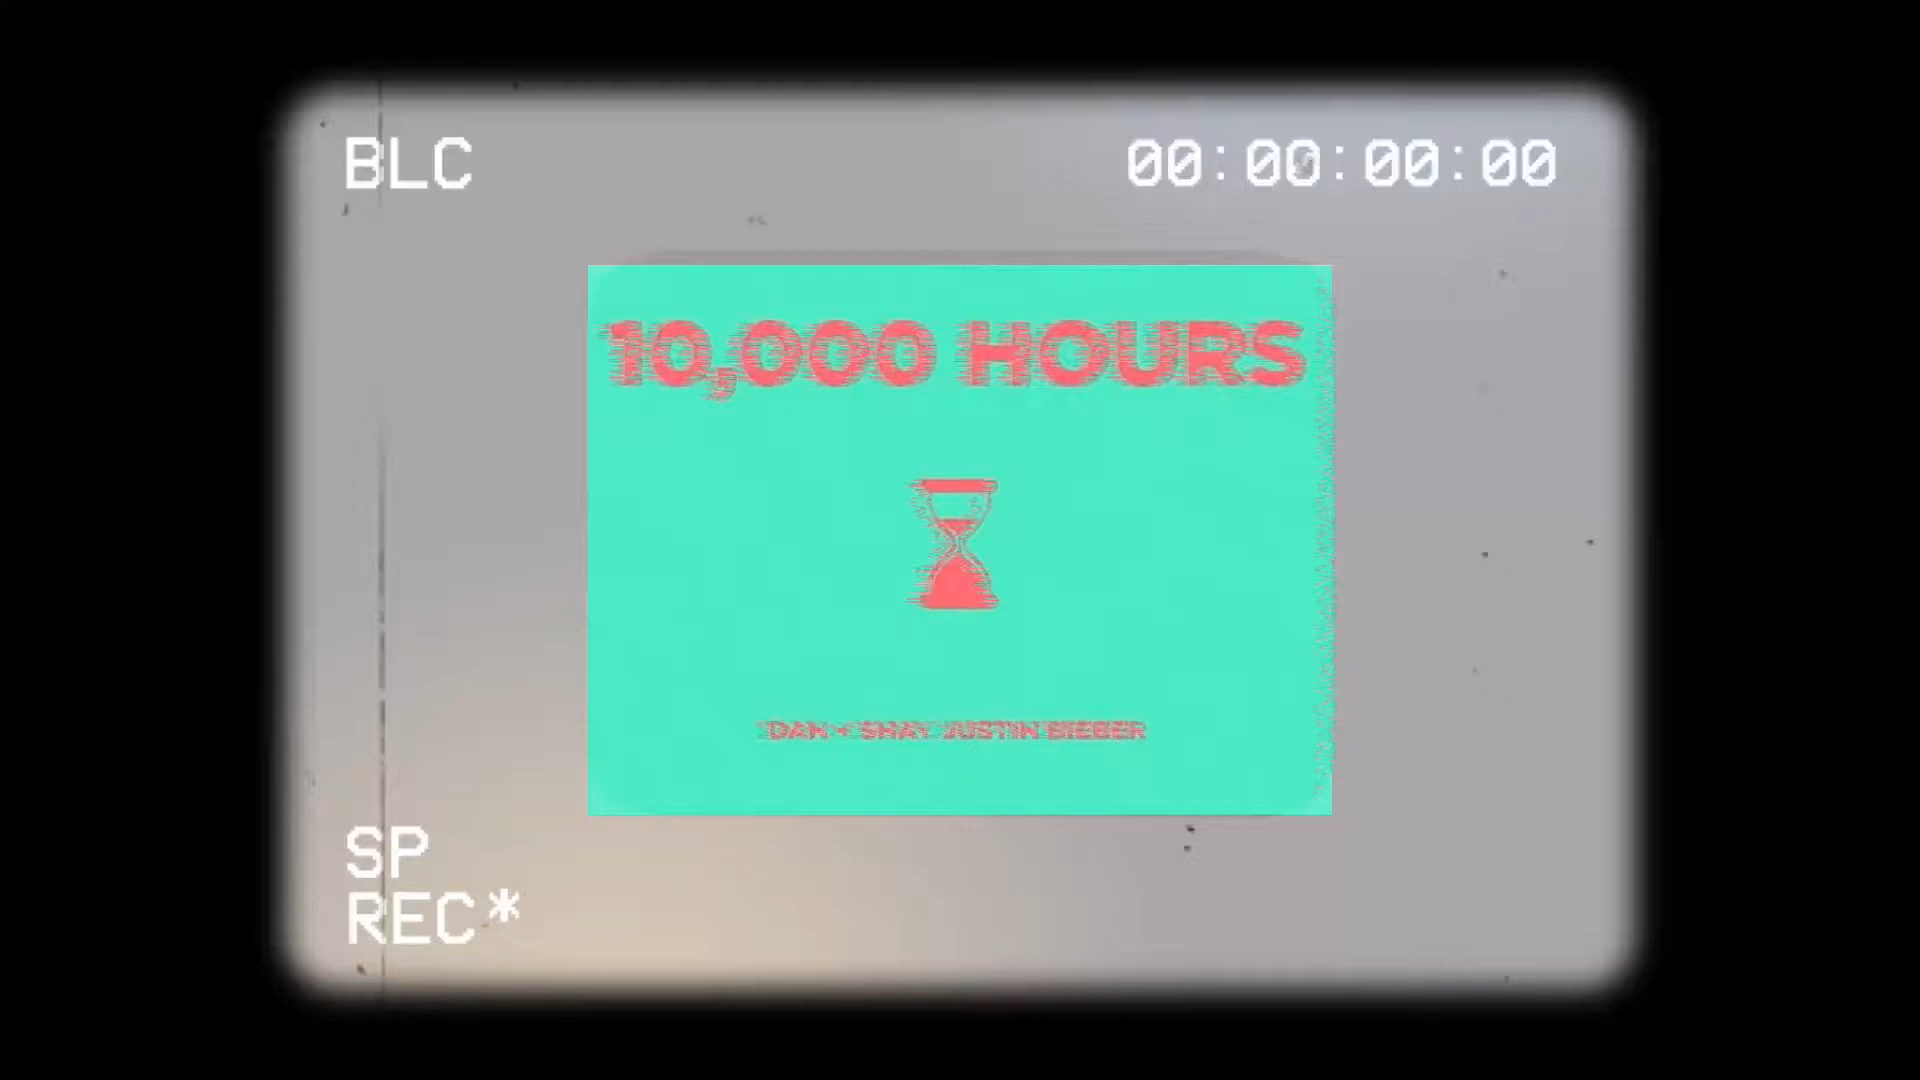 BLC 00:00:00:00
10,000 HOURS
DAN + SHAY JUSTIN BIEBER
SP
REC*